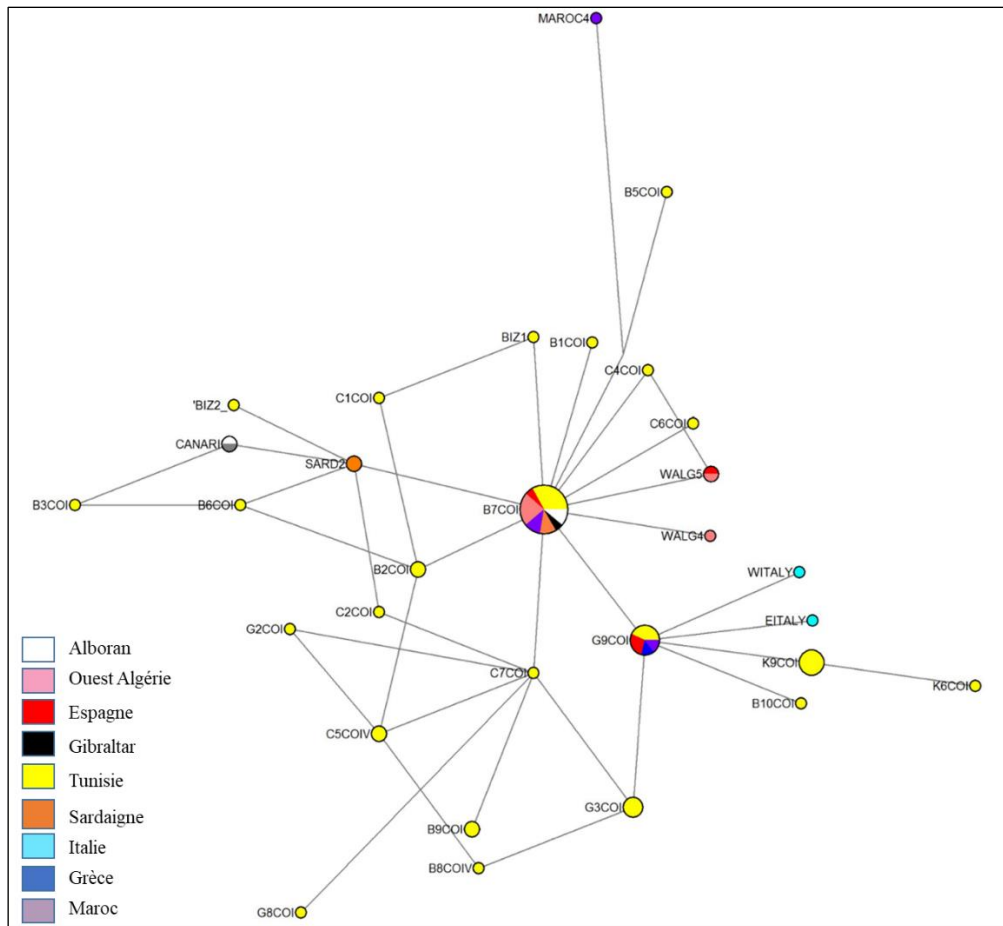 MAROC4
B5COI
BIZ1
B1COI
C4COI
C1COI
'BIZ2_
C6COI
CANARI
SARD2
WALG5
B3COI
B6COI
B7COI
WALG4
B2COI
WITALY
C2COI
EITALY
G2COI
G9COI
K9COI
C7COI
K6COI
B10COI
C5COIV
G3COI
B9COI
B8COIV
G8COI
Alboran
Ouest Algérie
Espagne
Gibraltar
Tunisie
Sardaigne
Italie
Grèce
Maroc